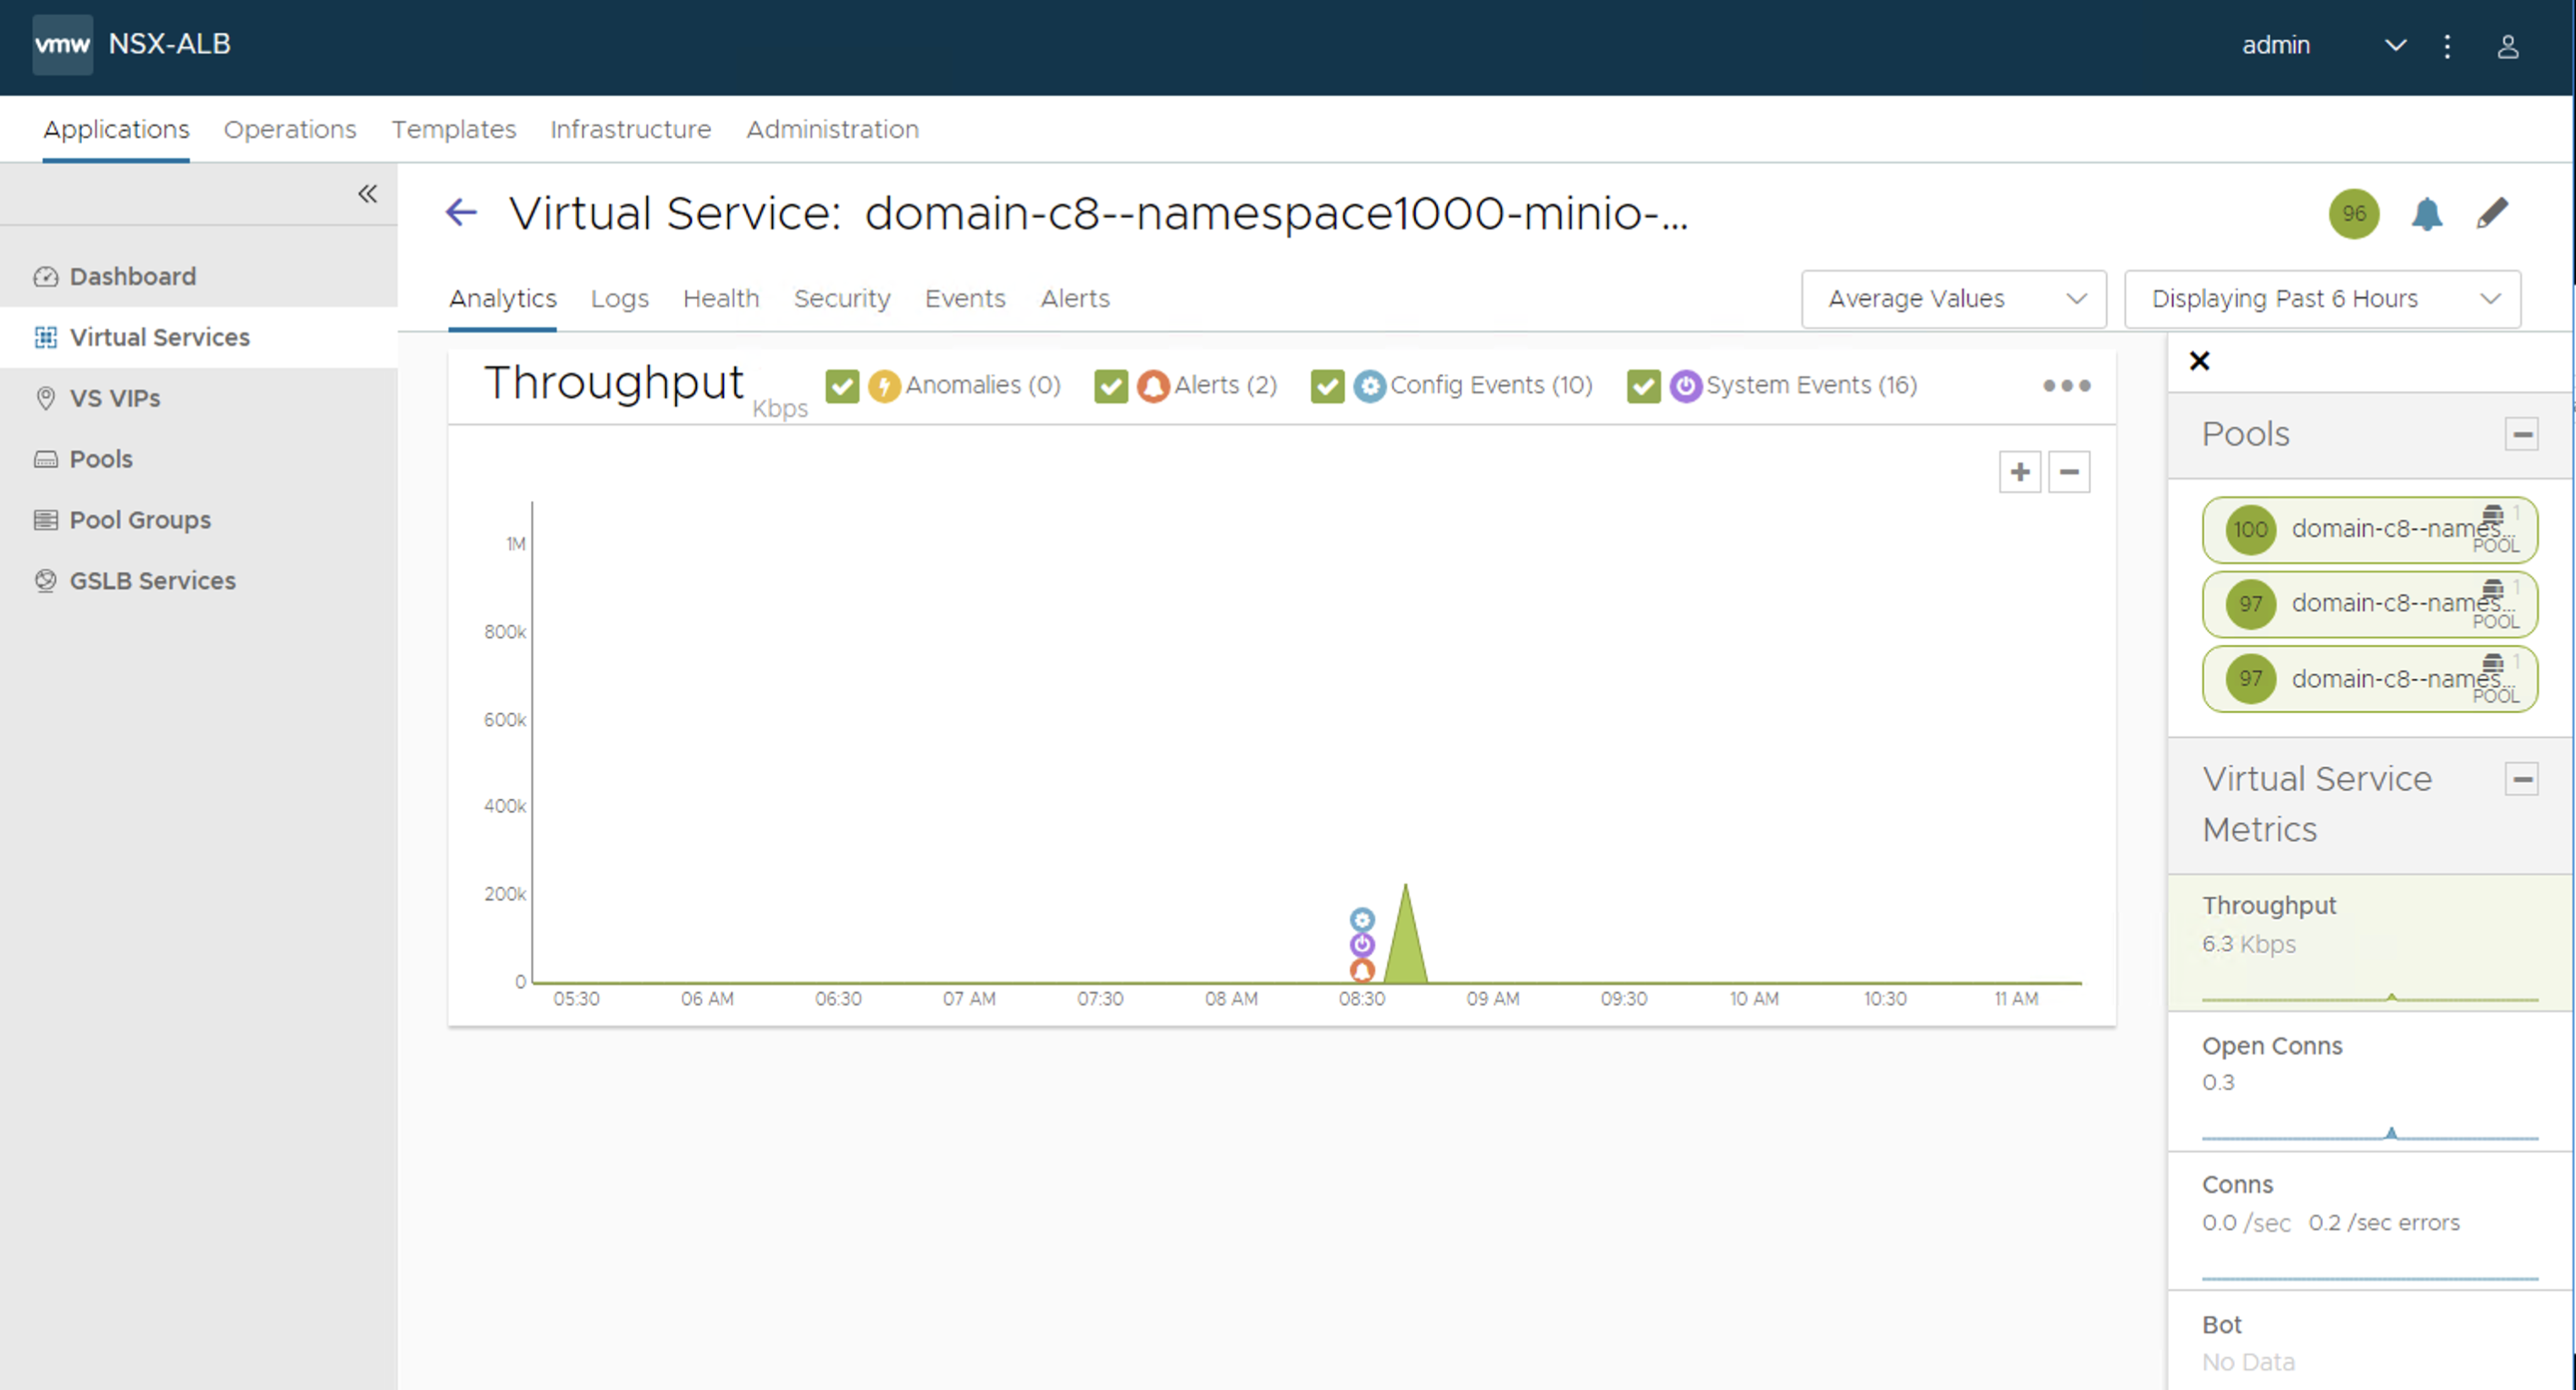 vmw NSX-ALB admin
Applications Operations Templates Infrastructure Administration
Dashboard
Virtual Services
VS VIPs
Pools
Pool Groups
GSLB Services
Virtual Service: domain-c8--namespace1000-minio-...
96
Analytics Logs Health Security Events Alerts
Average Values
Displaying Past 6 Hours
Throughput Kbps
Anomalies (0) Alerts (2) Config Events (10) System Events (16)
1M
800k
600k
400k
200k
0
05:30 06 AM 06:30 07 AM 07:30 08 AM 08:30 09 AM 09:30 10 AM 10:30 11 AM
Pools
100 domain-c8--names... 1
POOL
97 domain-c8--names... 1
POOL
97 domain-c8--names... 1
POOL
Virtual Service
Metrics
Throughput
6.3 Kbps
Open Conns
0.3
Conns
0.0 /sec 0.2 /sec errors
Bot
No Data